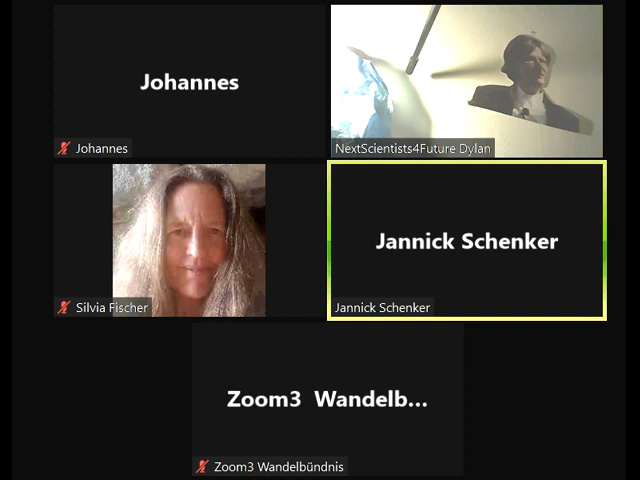 Johannes
Johannes
NextScientists4Future Dylan
Silvia Fischer
Jannick Schenker
Jannick Schenker
Zoom3 Wandelb...
Zoom3 Wandelbündnis